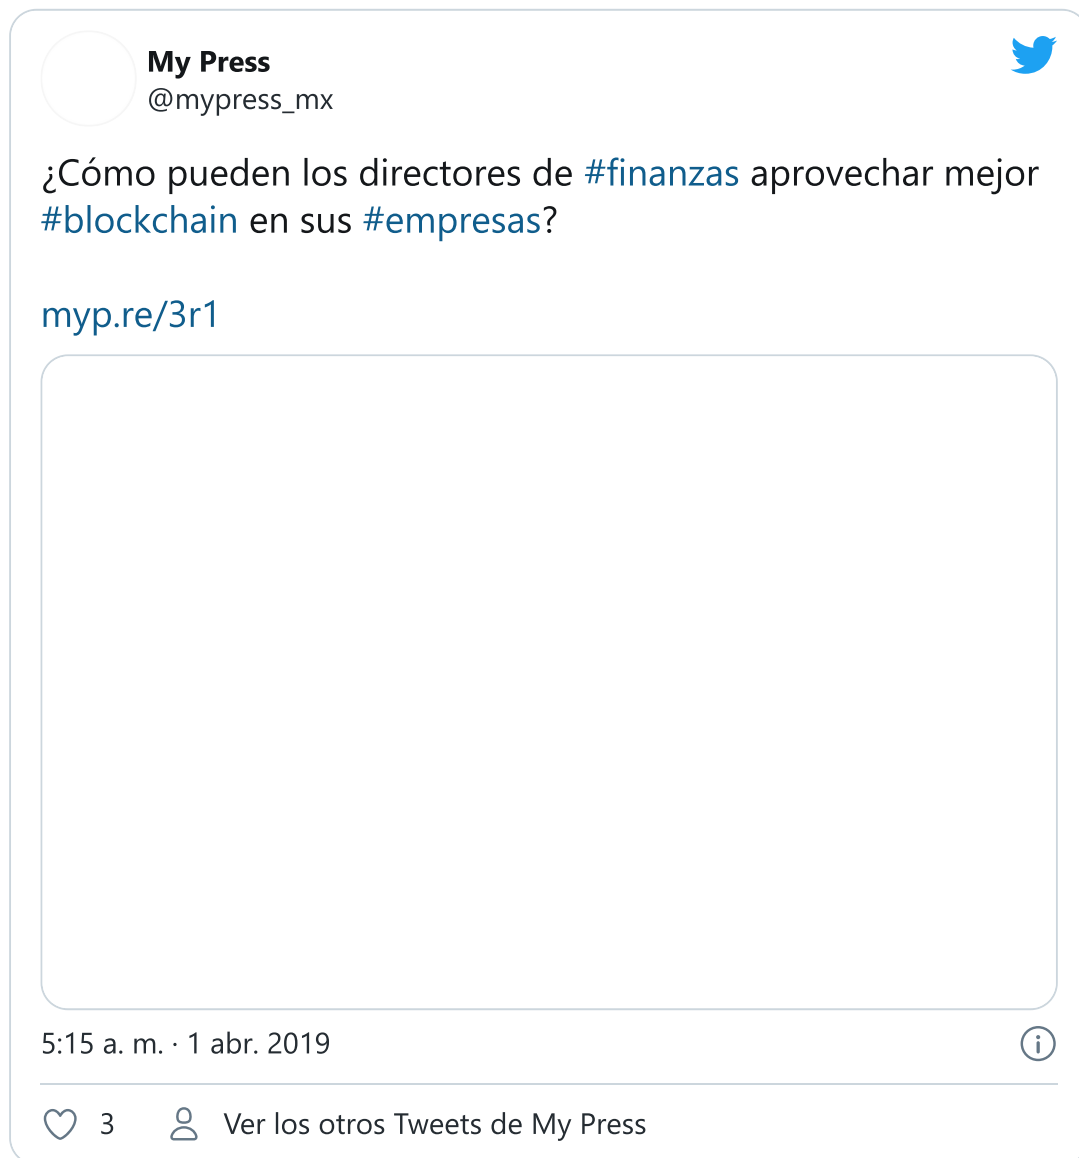 My Press
@mypress_mx
¿Cómo pueden los directores de #finanzas aprovechar mejor
#blockchain en sus #empresas?
myp.re/3r1
5:15 a. m. · 1 abr. 2019
3 Ver los otros Tweets de My Press